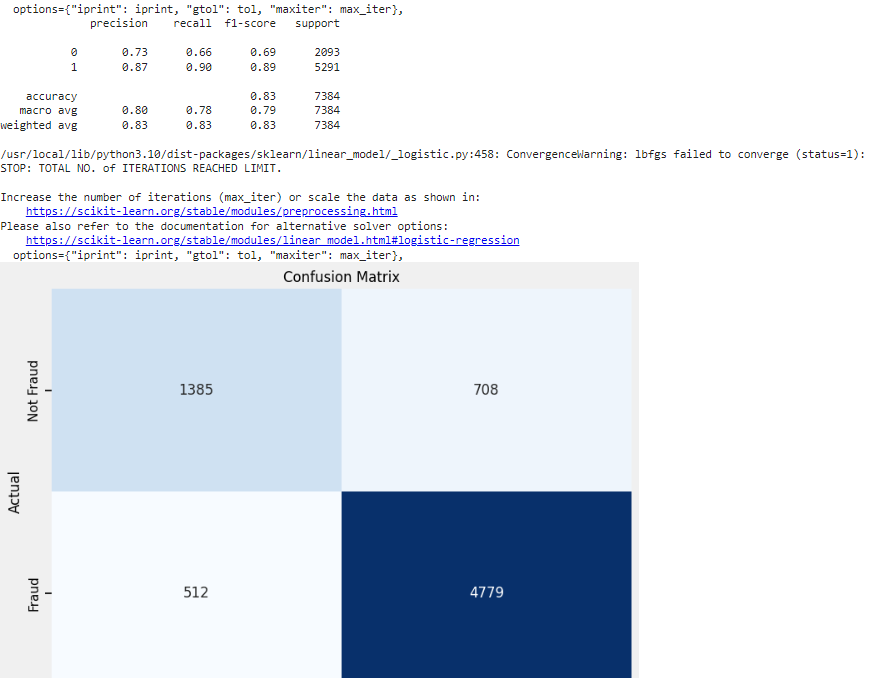 options={"iprint": iprint, "gtol": tol, "maxiter": max_iter},
precision recall f1-score support
0 0.73 0.66 0.69 2093
1 0.87 0.90 0.89 5291
accuracy 0.83 7384
macro avg 0.80 0.78 0.79 7384
weighted avg 0.83 0.83 0.83 7384
/usr/local/lib/python3.10/dist-packages/sklearn/linear_model/_logistic.py:458: ConvergenceWarning: lbfgs failed to converge (status=1):
STOP: TOTAL NO. of ITERATIONS REACHED LIMIT.
Increase the number of iterations (max_iter) or scale the data as shown in:
https://scikit-learn.org/stable/modules/preprocessing.html
Please also refer to the documentation for alternative solver options:
https://scikit-learn.org/stable/modules/linear_model.html#logistic-regression
options={"iprint": iprint, "gtol": tol, "maxiter": max_iter},
Confusion Matrix
Not Fraud
1385 708
Actual
Fraud
512 4779